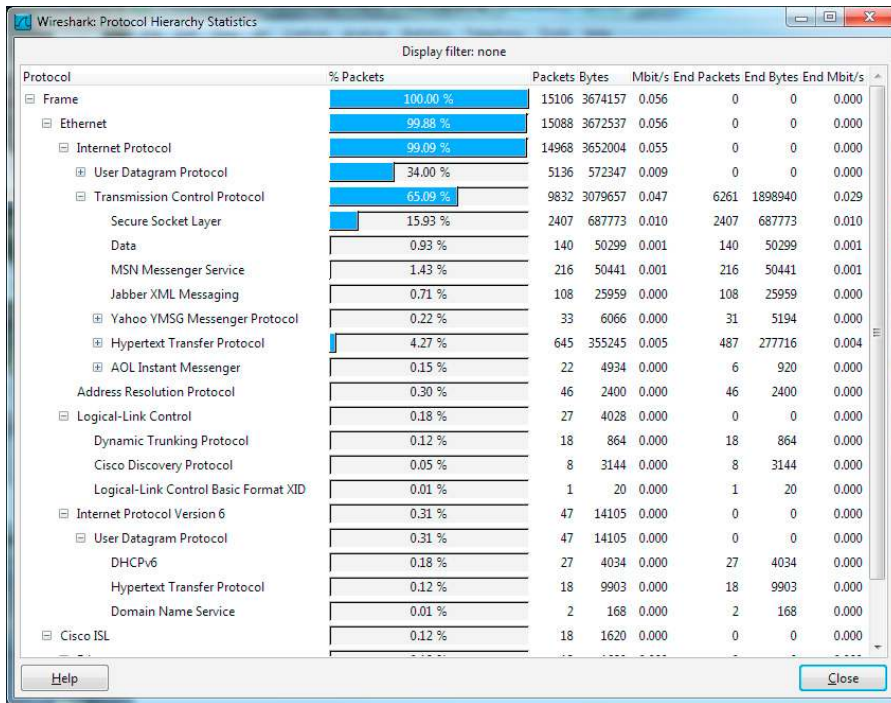 Wireshark: Protocol Hierarchy Statistics
Display filter: none
Protocol % Packets Packets Bytes Mbit/s End Packets End Bytes End Mbit/s
Frame 100.00 % 15106 3674157 0.056 0 0 0.000
Ethernet 99.88 % 15088 3672537 0.056 0 0 0.000
Internet Protocol 99.09 % 14968 3652004 0.055 0 0 0.000
User Datagram Protocol 34.00 % 5136 572347 0.009 0 0 0.000
Transmission Control Protocol 65.09 % 9832 3079657 0.047 6261 1898940 0.029
Secure Socket Layer 15.93 % 2407 687773 0.010 2407 687773 0.010
Data 0.93 % 140 50299 0.001 140 50299 0.001
MSN Messenger Service 1.43 % 216 50441 0.001 216 50441 0.001
Jabber XML Messaging 0.71 % 108 25959 0.000 108 25959 0.000
Yahoo YMSG Messenger Protocol 0.22 % 33 6066 0.000 31 5194 0.000
Hypertext Transfer Protocol 4.27 % 645 355245 0.005 487 277716 0.004
AOL Instant Messenger 0.15 % 22 4934 0.000 6 920 0.000
Address Resolution Protocol 0.30 % 46 2400 0.000 46 2400 0.000
Logical-Link Control 0.18 % 27 4028 0.000 0 0 0.000
Dynamic Trunking Protocol 0.12 % 18 864 0.000 18 864 0.000
Cisco Discovery Protocol 0.05 % 8 3144 0.000 8 3144 0.000
Logical-Link Control Basic Format XID 0.01 % 1 20 0.000 1 20 0.000
Internet Protocol Version 6 0.31 % 47 14105 0.000 0 0 0.000
User Datagram Protocol 0.31 % 47 14105 0.000 0 0 0.000
DHCPv6 0.18 % 27 4034 0.000 27 4034 0.000
Hypertext Transfer Protocol 0.12 % 18 9903 0.000 18 9903 0.000
Domain Name Service 0.01 % 2 168 0.000 2 168 0.000
Cisco ISL 0.12 % 18 1620 0.000 0 0 0.000
Help Close